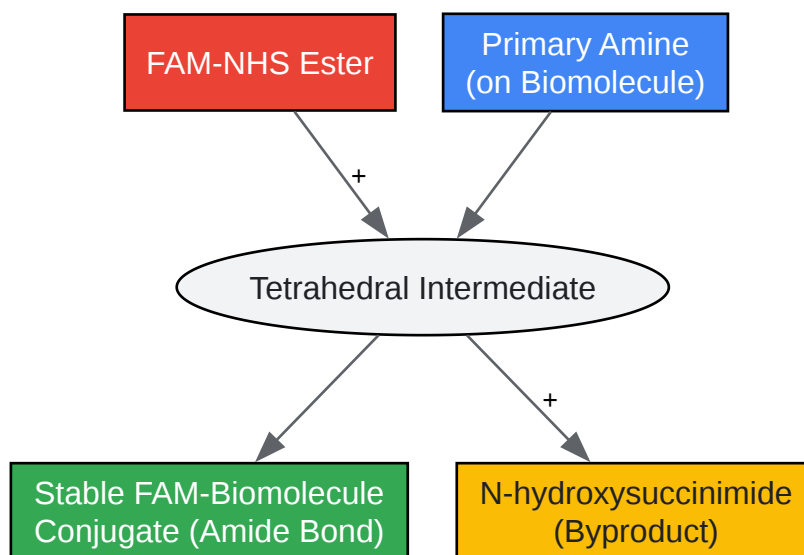 FAM-NHS Ester
Primary Amine
(on Biomolecule)
+
Tetrahedral Intermediate
+
Stable FAM-Biomolecule
Conjugate (Amide Bond)
N-hydroxysuccinimide
(Byproduct)